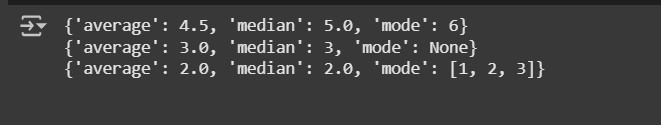 {'average': 4.5, 'median': 5.0, 'mode': 6}
{'average': 3.0, 'median': 3, 'mode': None}
{'average': 2.0, 'median': 2.0, 'mode': [1, 2, 3]}